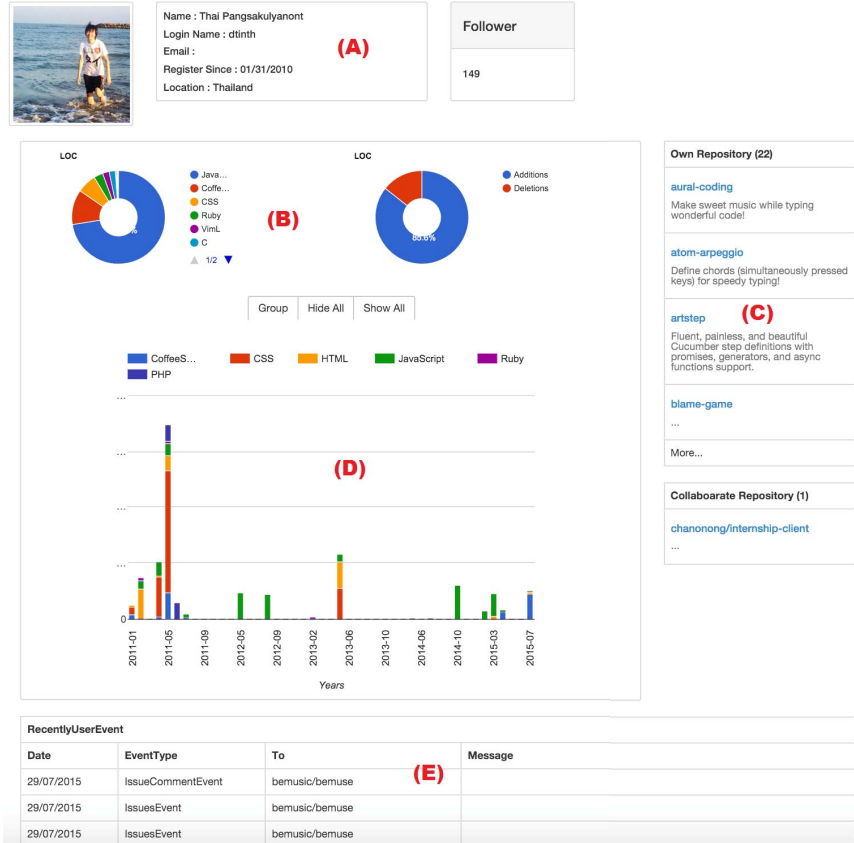 Name : Thai Pangsakulyanont
Login Name : dtinth
Email :
Register Since : 01/31/2010
Location : Thailand
(A)
Follower
149
LOC
Java...
Coffe...
CSS
Ruby
VimL
C
1/2
(B)
LOC
85.6%
Additions
Deletions
Group Hide All Show All
CoffeeS... CSS HTML JavaScript Ruby
PHP
...
...
...
...
0
(D)
2011-01 2011-05 2011-09 2012-05 2012-09 2013-02 2013-06 2013-10 2014-06 2014-10 2015-03 2015-07
Years
Own Repository (22)
aural-coding
Make sweet music while typing
wonderful code!
atom-arpeggio
Define chords (simultaneously pressed
keys) for speedy typing!
artstep
(C)
Fluent, painless, and beautiful
Cucumber step definitions with
promises, generators, and async
functions support.
blame-game
...
More...
Collaboarate Repository (1)
chanonong/internship-client
...
RecentlyUserEvent
Date EventType To Message
(E)
29/07/2015 IssueCommentEvent bemusic/bemuse
29/07/2015 IssuesEvent bemusic/bemuse
29/07/2015 IssuesEvent bemusic/bemuse